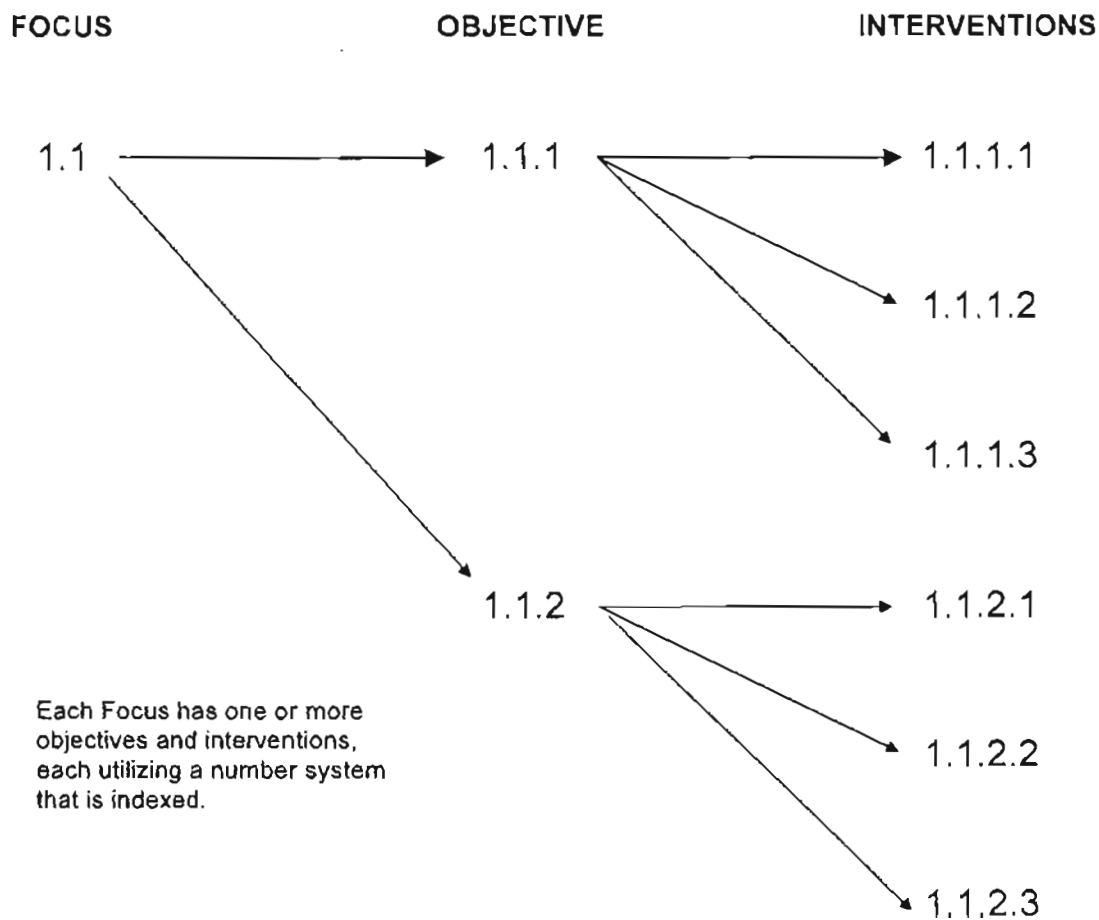 FOCUS OBJECTIVE INTERVENTIONS
1.1 1.1.1 1.1.1.1
1.1.1.2
1.1.1.3
1.1.2 1.1.2.1
Each Focus has one or more
objectives and interventions,
each utilizing a number system
that is indexed.
1.1.2.2
1.1.2.3